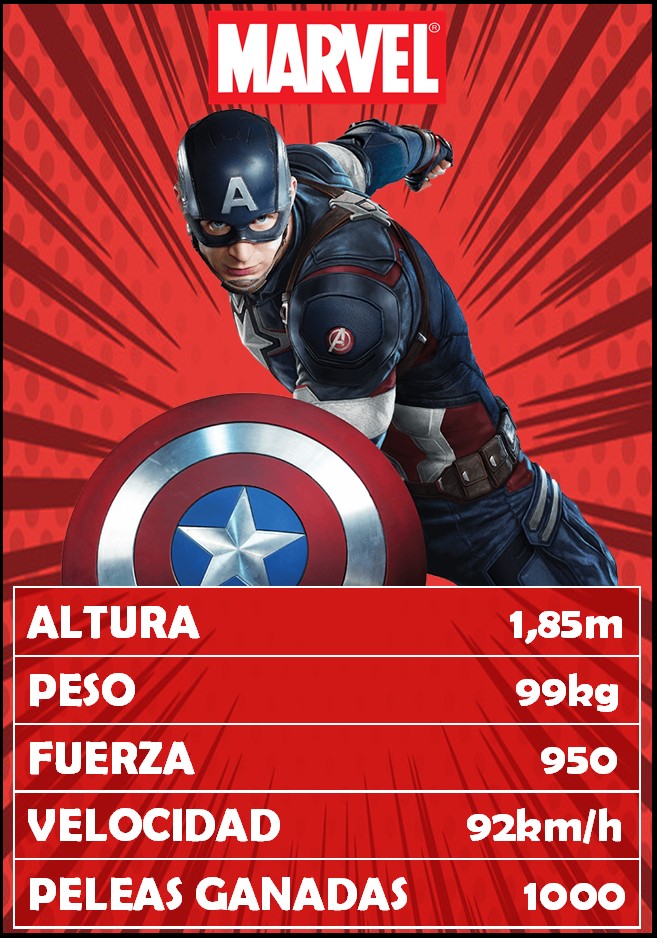 MARVEL®
A
A
ALTURA 1,85m
PESO 99kg
FUERZA 950
VELOCIDAD 92km/h
PELEAS GANADAS 1000